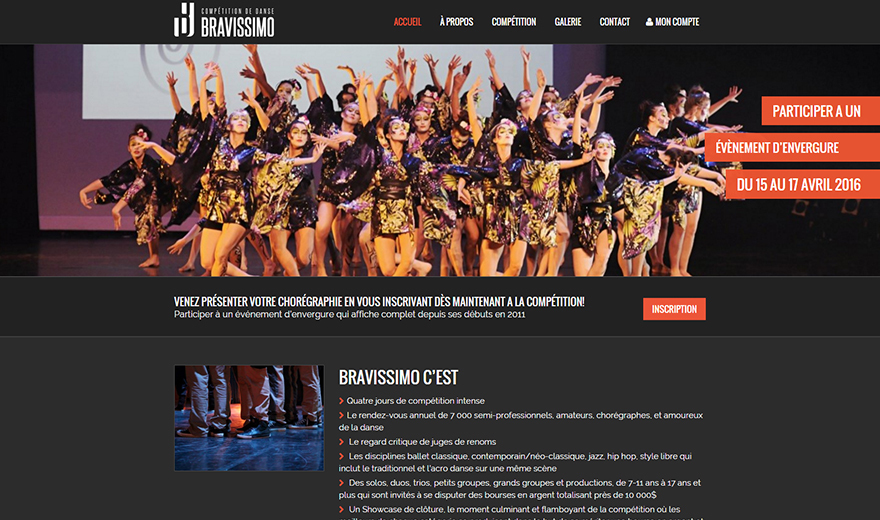 COMPÉTITION DE DANSE
BRAVISSIMO
ACCUEIL À PROPOS COMPÉTITION GALERIE CONTACT MON COMPTE
PARTICIPER A UN
ÉVÈNEMENT D'ENVERGURE
DU 15 AU 17 AVRIL 2016
VENEZ PRÉSENTER VOTRE CHORÉGRAPHIE EN VOUS INSCRIVANT DÈS MAINTENANT A LA COMPÉTITION!
Participer à un événement d'envergure qui affiche complet depuis ses débuts en 2011
INSCRIPTION
BRAVISSIMO C'EST
Quatre jours de compétition intense
Le rendez-vous annuel de 7 000 semi-professionnels, amateurs, chorégraphes, et amoureux
de la danse
Le regard critique de juges de renoms
Les disciplines ballet classique, contemporain/néo-classique, jazz, hip hop, style libre qui
inclut le traditionnel et l'acro danse sur une même scène
Des solos, duos, trios, petits groupes, grands groupes et productions, de 7-11 ans à 17 ans et
plus qui sont invités à se disputer des bourses en argent totalisant près de 10 000$
Un Showcase de clôture, le moment culminant et flamboyant de la compétition où les